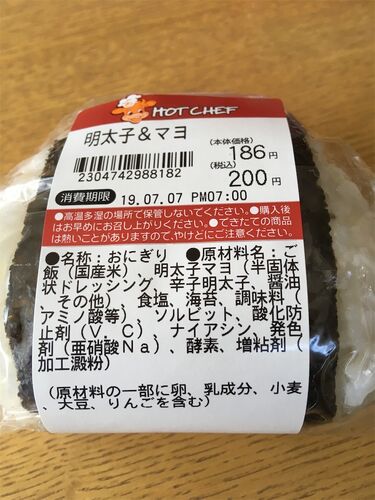 HOT CHEF
明太子&マヨ
(本体価格)
186円
(税込)
200円
2304742988182
消費期限 19.07.07 PM07:00
●高温多湿の場所で保管しないでください。●購入後
はお早めにお召し上がりください。●できたての商品
は熱いことがありますので、やけどにご注意ください。
●名称:おにぎり ●原材料名:ご
飯(国産米)、明太子マヨ(半固体
状ドレッシング、辛子明太子、醤油
、その他)、食塩、海苔、調味料(
アミノ酸等)、ソルビット、酸化防
止剤(V.C)、ナイアシン、発色
剤(亜硝酸Na)、酵素、増粘剤(
加工澱粉)
(原材料の一部に卵、乳成分、小麦
、大豆、りんごを含む)